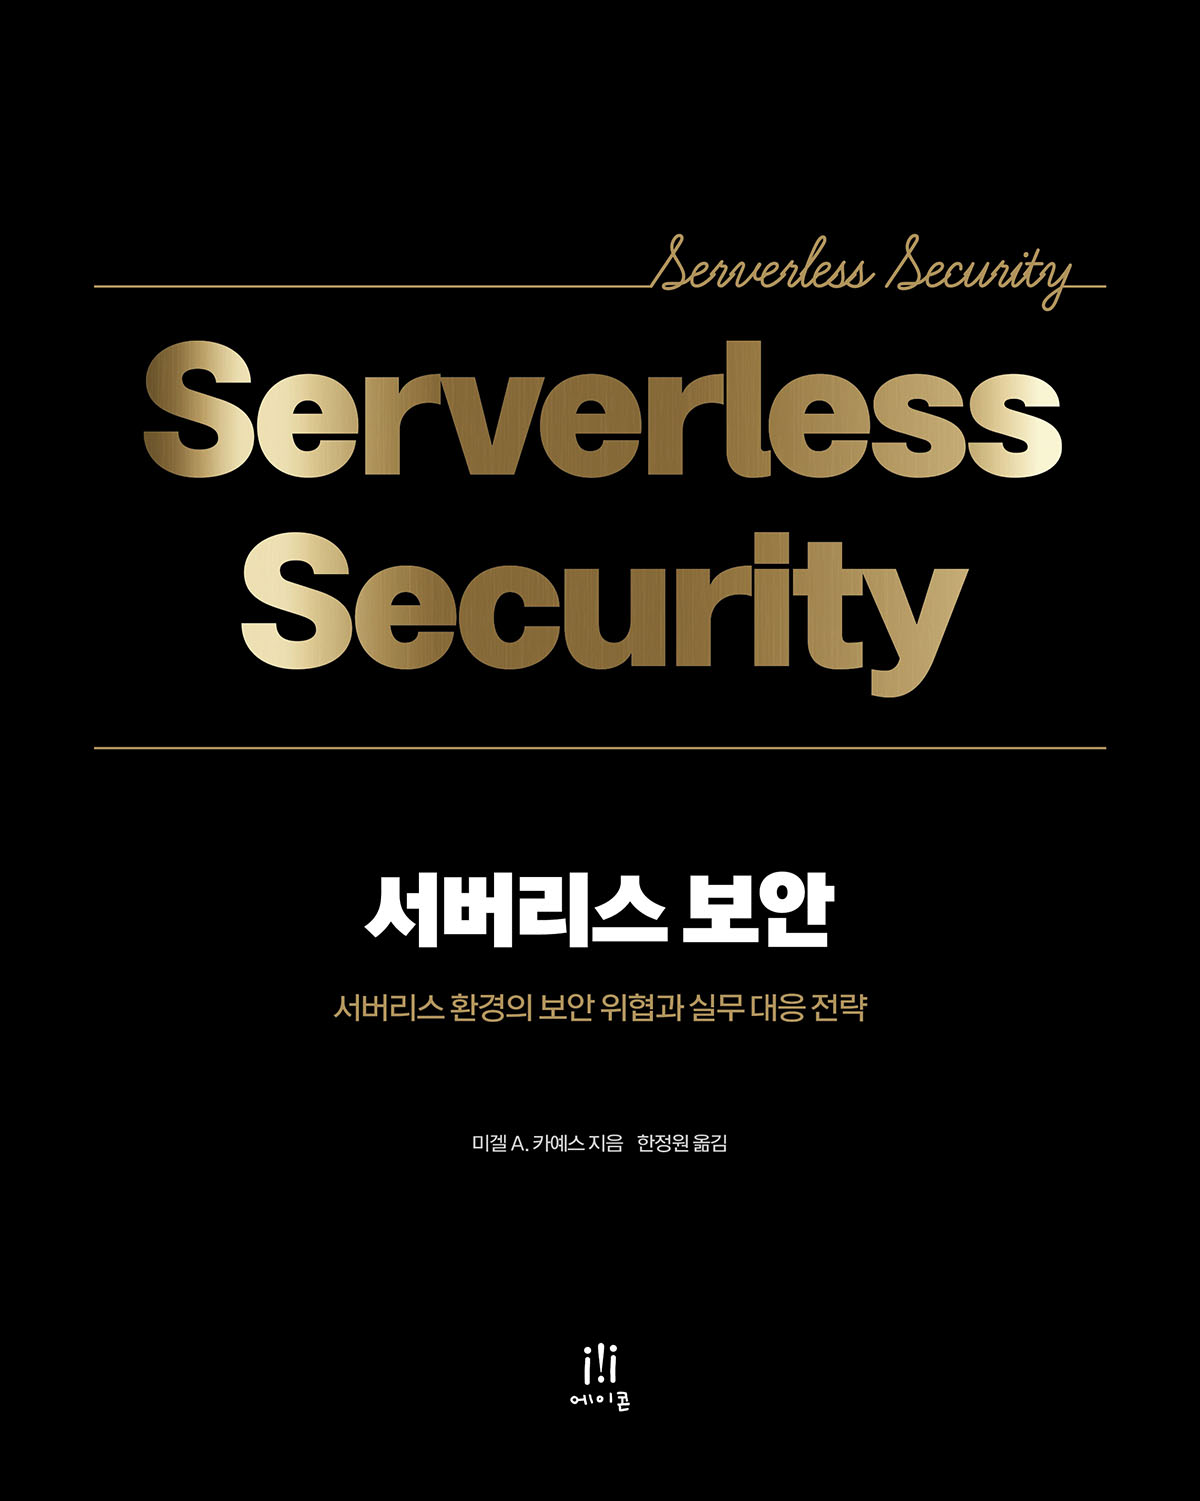 Serverless Security
Serverless
Security
서버리스 보안
서버리스 환경의 보안 위협과 실무 대응 전략
미겔 A. 카예스 지음 한정원 옮김
에이콘